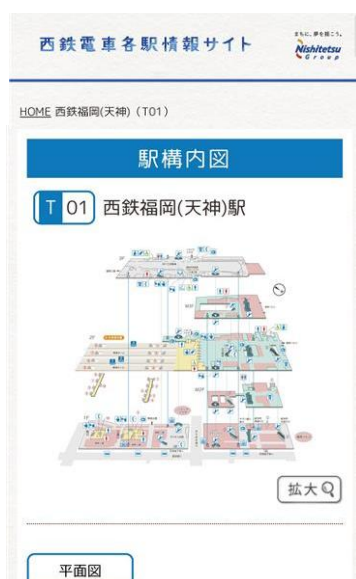 西鉄電車各駅情報サイト
まちに、夢を描こう。
Nishitetsu
Group
HOME 西鉄福岡(天神)（T01）
駅構内図
T 01 西鉄福岡(天神)駅
拡大
平面図